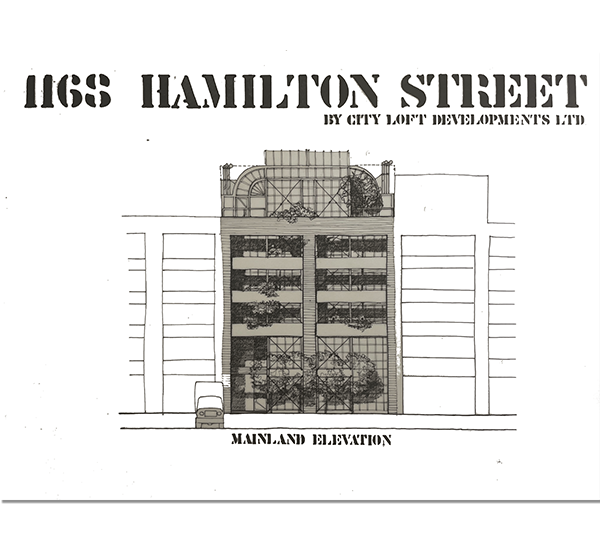 1168 HAMILTON STREET
BY CITY LOFT DEVELOPMENTS LTD
MAINLAND ELEVATION